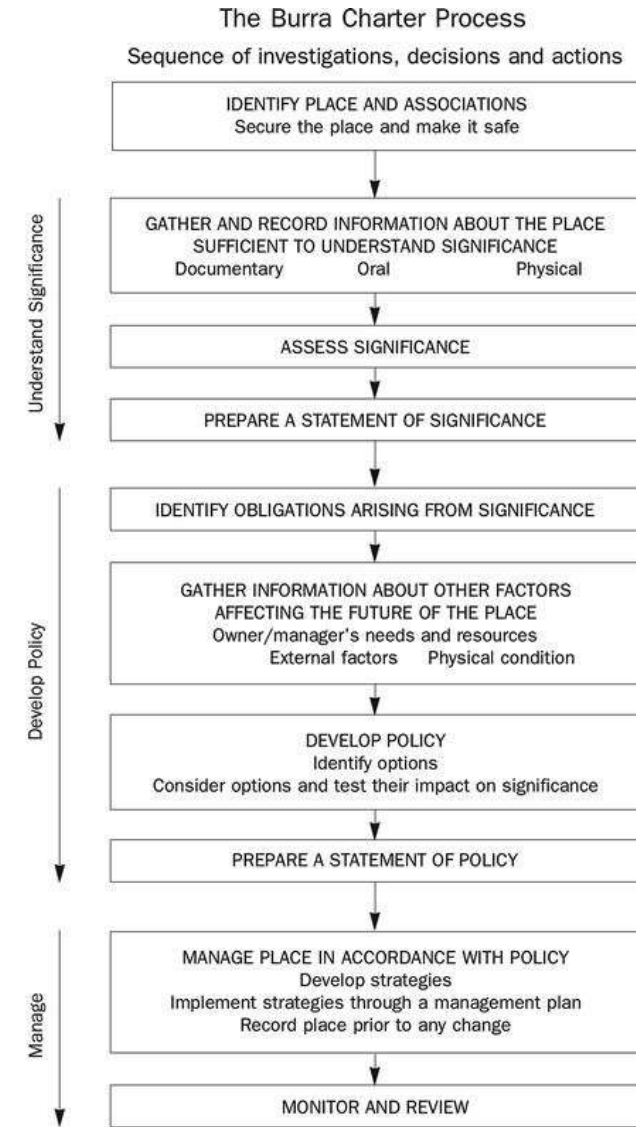 The Burra Charter Process
Sequence of investigations, decisions and actions
IDENTIFY PLACE AND ASSOCIATIONS
Secure the place and make it safe
Understand Significance
GATHER AND RECORD INFORMATION ABOUT THE PLACE
SUFFICIENT TO UNDERSTAND SIGNIFICANCE
Documentary Oral Physical
ASSESS SIGNIFICANCE
PREPARE A STATEMENT OF SIGNIFICANCE
Develop Policy
IDENTIFY OBLIGATIONS ARISING FROM SIGNIFICANCE
GATHER INFORMATION ABOUT OTHER FACTORS
AFFECTING THE FUTURE OF THE PLACE
Owner/manager's needs and resources
External factors Physical condition
DEVELOP POLICY
Identify options
Consider options and test their impact on significance
PREPARE A STATEMENT OF POLICY
Manage
MANAGE PLACE IN ACCORDANCE WITH POLICY
Develop strategies
Implement strategies through a management plan
Record place prior to any change
MONITOR AND REVIEW